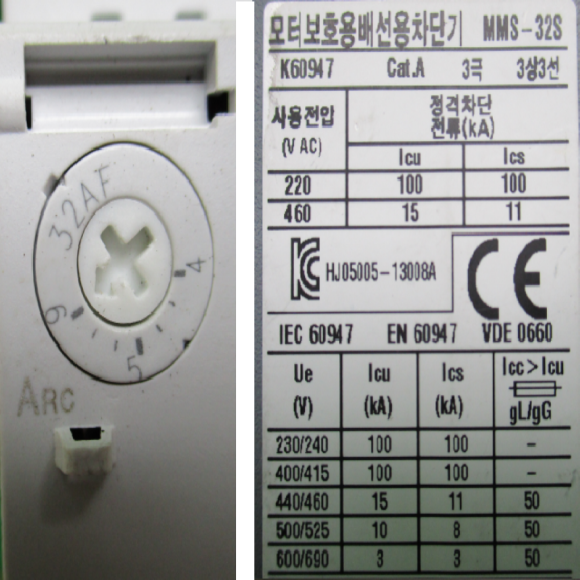 32AF
4
5
6
ARC
모터보호용배선용차단기 MMS-32S
K60947 Cat.A 3극 3상3선
사용전압 (V AC) 정격차단 전류(kA)
Icu Ics
220 100 100
460 15 11
HJ05005-13008A CE
IEC 60947 EN 60947 VDE 0660
Ue (V) Icu (kA) Ics (kA) Icc>Icu gL/gG
230/240 100 100 -
400/415 100 100 -
440/460 15 11 50
500/525 10 8 50
600/690 3 3 50